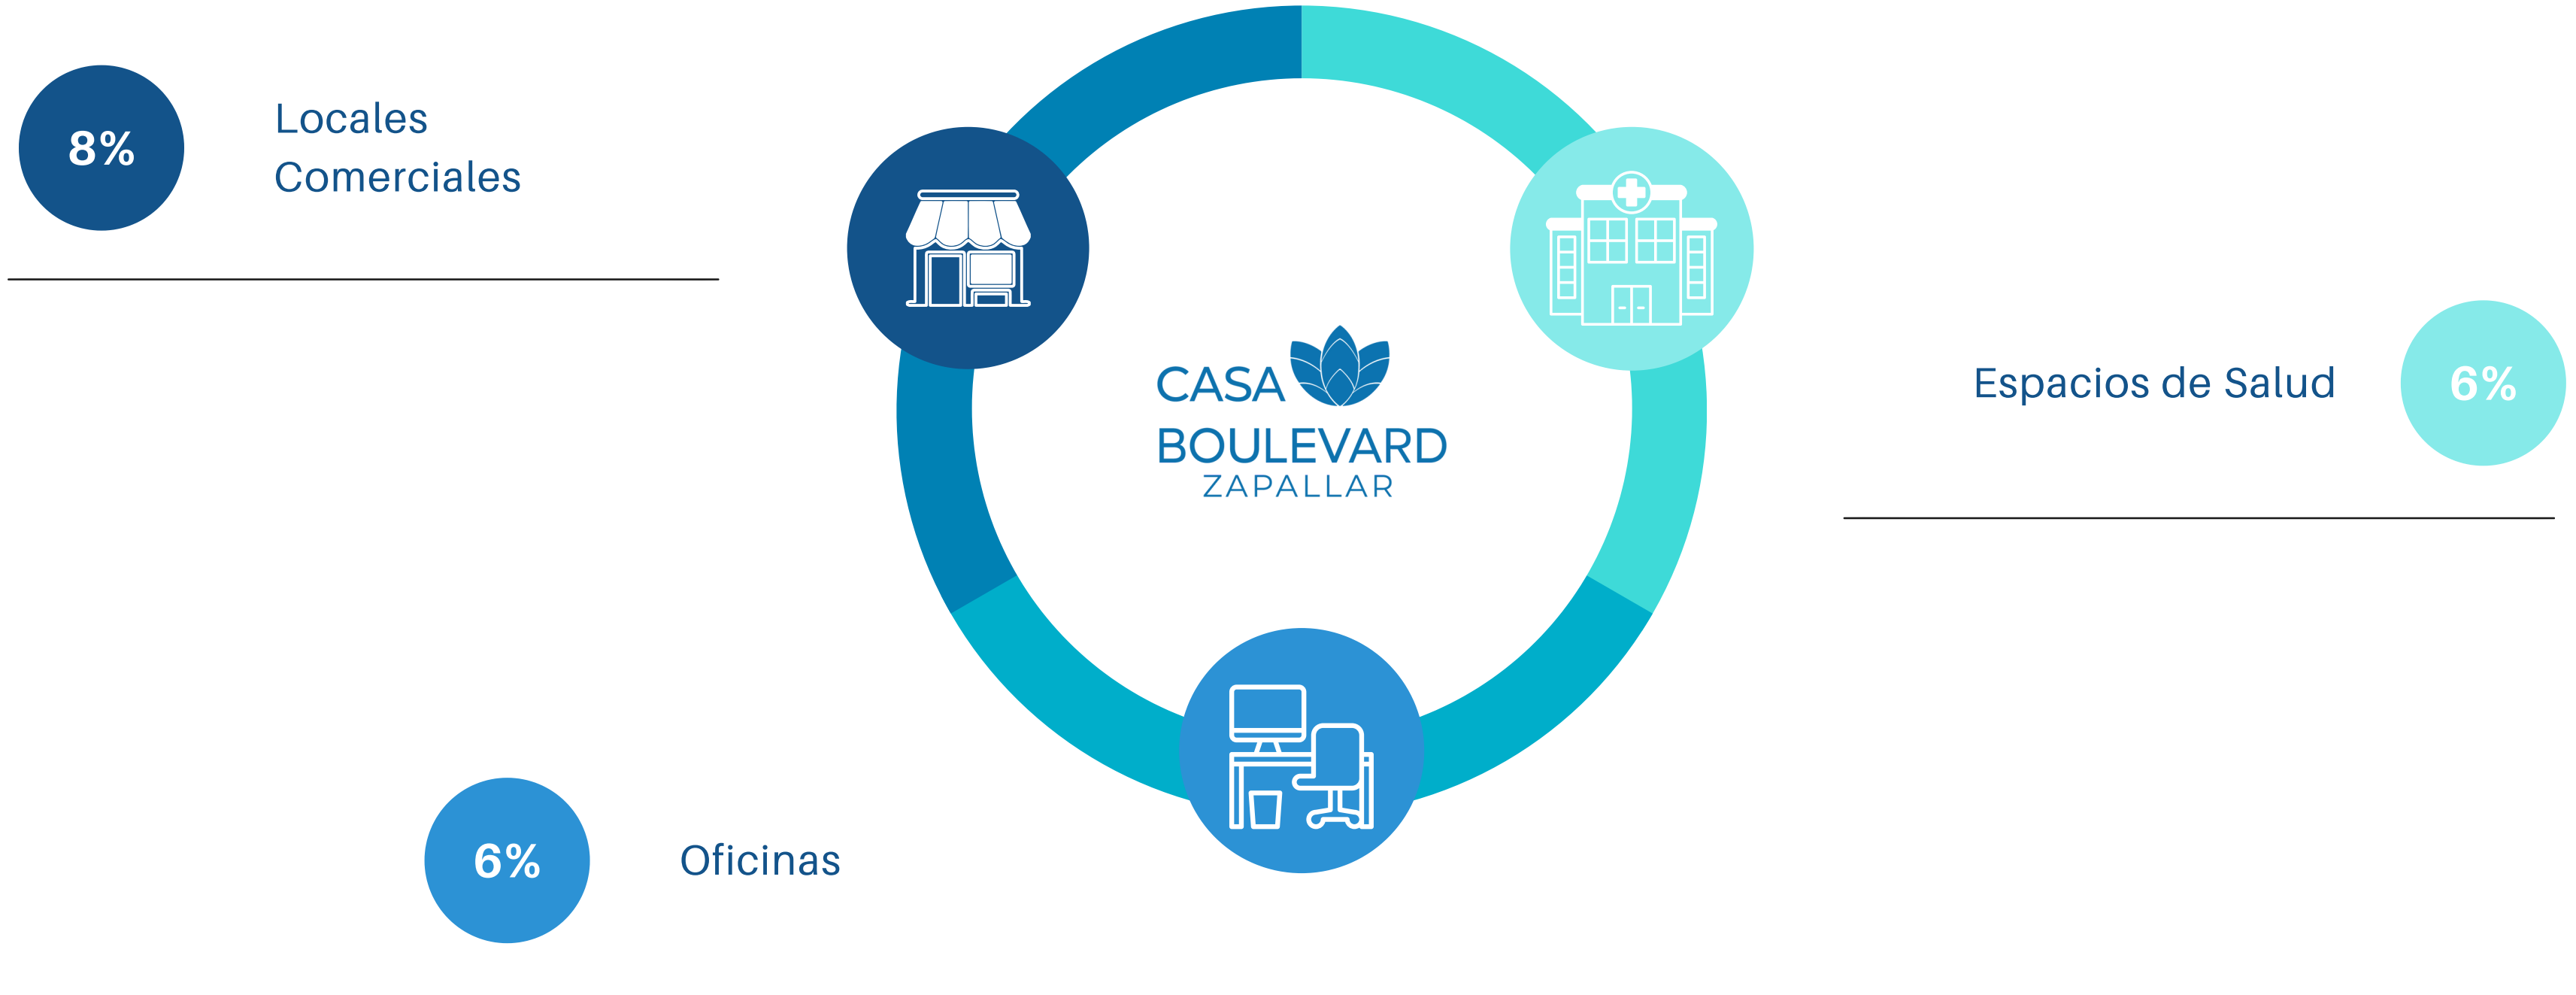 8%
Locales
Comerciales
CASA
BOULEVARD
ZAPALLAR
Espacios de Salud
6%
6%
Oficinas